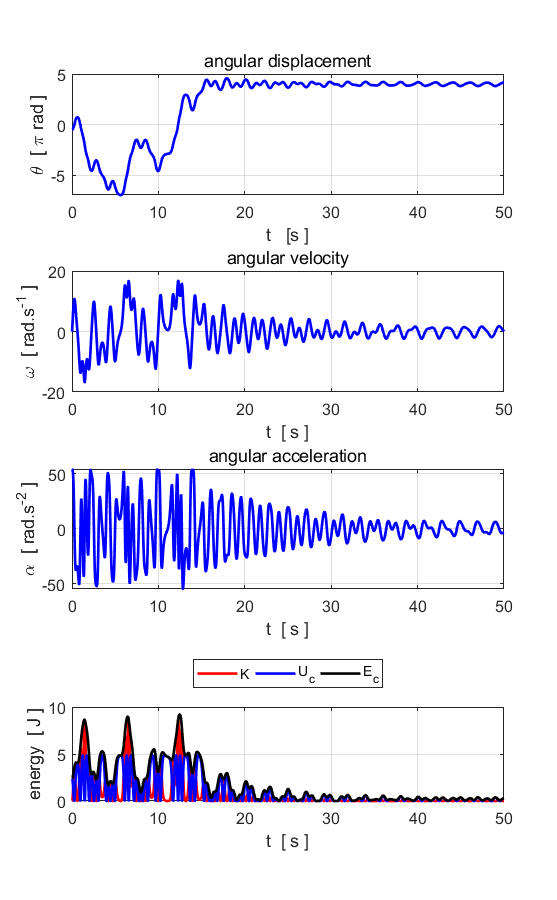 angular displacement
5
0
-5
θ [ π rad ]
0 10 20 30 40 50
t [s ]
angular velocity
20
0
-20
ω [ rad.s-1 ]
0 10 20 30 40 50
t [ s ]
angular acceleration
50
0
-50
α [ rad.s-2 ]
0 10 20 30 40 50
t [ s ]
K Uc Ec
10
5
0
energy [ J ]
0 10 20 30 40 50
t [ s ]